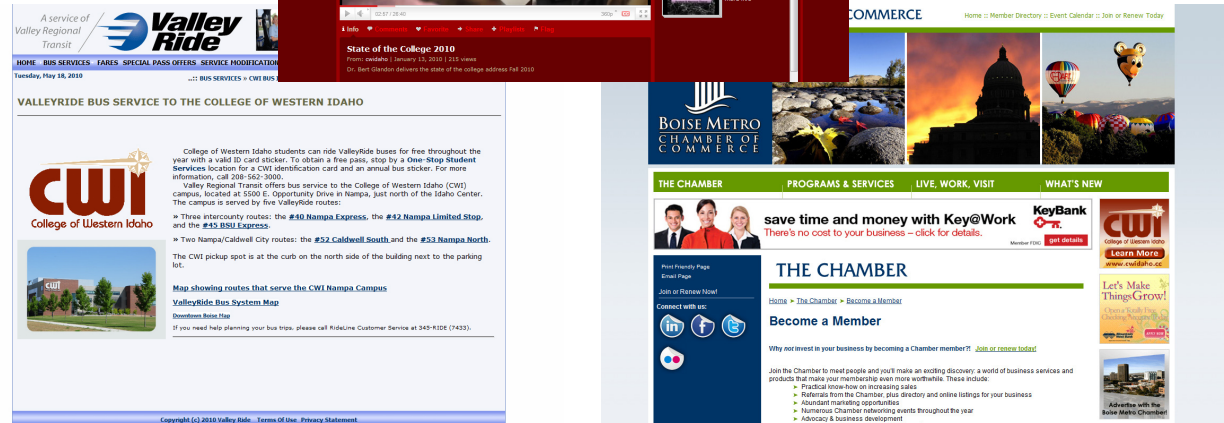 A service of
Valley Regional
Transit
Valley
Ride
HOME BUS SERVICES FARES SPECIAL PASS OFFERS SERVICE MODIFICATION
Tuesday, May 18, 2010
..:: BUS SERVICES » CWI BUS
VALLEYRIDE BUS SERVICE TO THE COLLEGE OF WESTERN IDAHO
CWI
College of Western Idaho
College of Western Idaho students can ride ValleyRide buses for free throughout the
year with a valid ID card sticker. To obtain a free pass, stop by a One-Stop Student
Services location for a CWI identification card and an annual bus sticker. For more
information, call 208-562-3000.
Valley Regional Transit offers bus service to the College of Western Idaho (CWI)
campus, located at 5500 E. Opportunity Drive in Nampa, just north of the Idaho Center.
The campus is served by five ValleyRide routes:
» Three intercounty routes: the #40 Nampa Express, the #42 Nampa Limited Stop,
and the #45 BSU Express.
» Two Nampa/Caldwell City routes: the #52 Caldwell South and the #53 Nampa North.
The CWI pickup spot is at the curb on the north side of the building next to the parking
lot.
Map showing routes that serve the CWI Nampa Campus
ValleyRide Bus System Map
Downtown Boise Map
If you need help planning your bus trips, please call RideLine Customer Service at 345-RIDE (7433).
Copyright (c) 2010 Valley Ride Terms Of Use Privacy Statement
02:57 / 28:40
360p
Info Comments Favorite Share Playlists Flag
State of the College 2010
From: cwidaho | January 13, 2010 | 215 views
Dr. Bert Glandon delivers the state of the college address Fall 2010
COMMERCE
Home :: Member Directory :: Event Calendar :: Join or Renew Today
BOISE METRO
CHAMBER OF
COMMERCE
THE CHAMBER PROGRAMS & SERVICES LIVE, WORK, VISIT WHAT'S NEW
save time and money with Key@Work
There's no cost to your business – click for details.
KeyBank
Member FDIC
get details
CWI
College of Western Idaho
Learn More
www.cwidaho.cc
Print Friendly Page
Email Page
Join or Renew Now!
Connect with us:
THE CHAMBER
Home > The Chamber > Become a Member
Become a Member
Why not invest in your business by becoming a Chamber member?! Join or renew today!
Join the Chamber to meet people and you'll make an exciting discovery: a world of business services and
products that make your membership even more worthwhile. These include:
Practical know-how on increasing sales
Referrals from the Chamber, plus directory and online listings for your business
Abundant marketing opportunities
Numerous Chamber networking events throughout the year
Advocacy & business development
Let's Make
Things Grow!
Open a Totally Free
Checking Account Today
Advertise with the
Boise Metro Chamber!